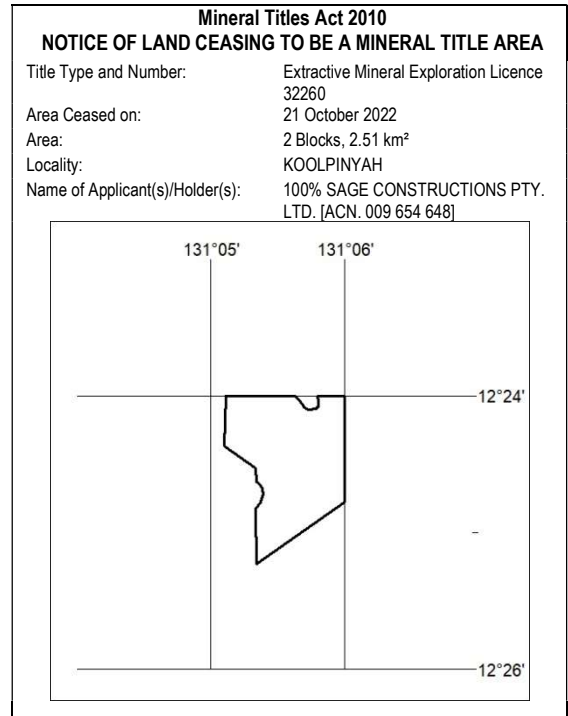 Mineral Titles Act 2010
NOTICE OF LAND CEASING TO BE A MINERAL TITLE AREA
Title Type and Number: Extractive Mineral Exploration Licence
32260
Area Ceased on: 21 October 2022
Area: 2 Blocks, 2.51 km²
Locality: KOOLPINYAH
Name of Applicant(s)/Holder(s): 100% SAGE CONSTRUCTIONS PTY.
LTD. [ACN. 009 654 648]
131°05' 131°06'
12°24'
12°26'